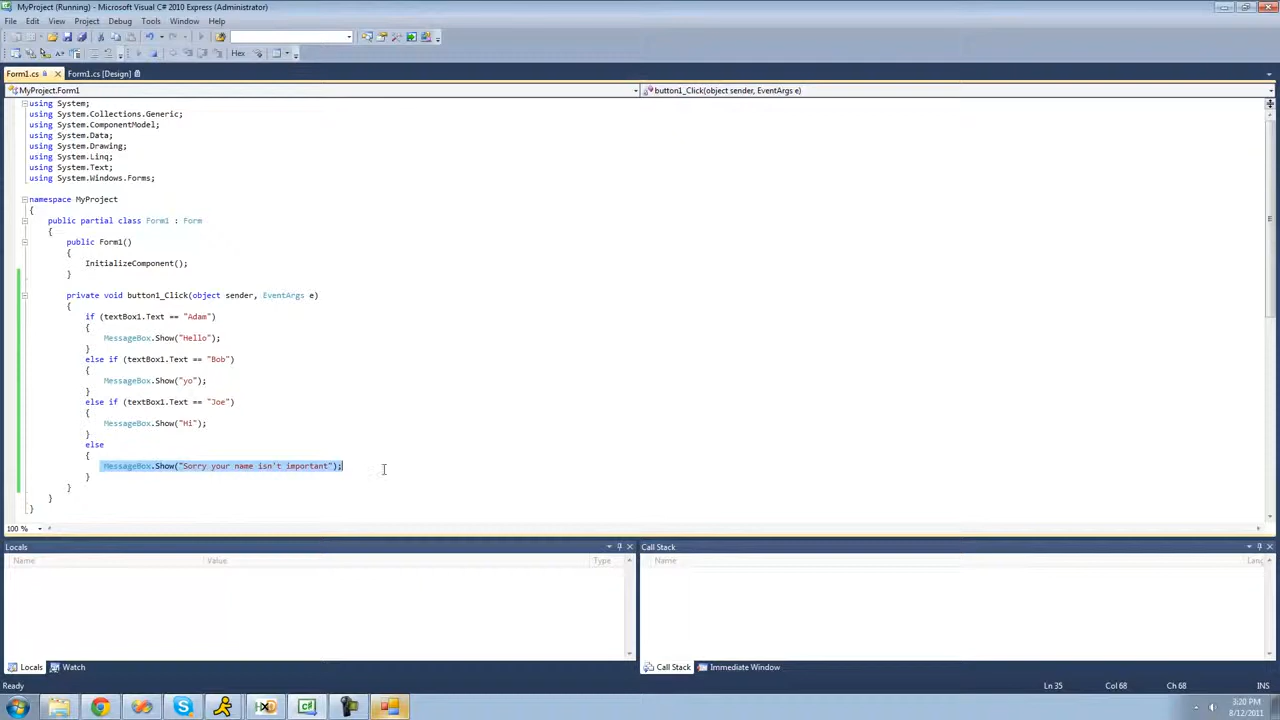 MyProject (Running) - Microsoft Visual C# 2010 Express (Administrator)
File Edit View Project Debug Tools Window Help
Hex
Form1.cs Form1.cs [Design]
MyProject.Form1 button1_Click(object sender, EventArgs e)
using System;
using System.Collections.Generic;
using System.ComponentModel;
using System.Data;
using System.Drawing;
using System.Linq;
using System.Text;
using System.Windows.Forms;
namespace MyProject
{
public partial class Form1 : Form
{
public Form1()
{
InitializeComponent();
}
private void button1_Click(object sender, EventArgs e)
{
if (textBox1.Text == "Adam")
{
MessageBox.Show("Hello");
}
else if (textBox1.Text == "Bob")
{
MessageBox.Show("yo");
}
else if (textBox1.Text == "Joe")
{
MessageBox.Show("Hi");
}
else
{
MessageBox.Show("Sorry your name isn't important");
}
}
}
}
100 %
Locals Call Stack
Name Value Type Name Lang
Locals Watch Call Stack Immediate Window
Ready Ln 35 Col 68 Ch 68 INS
3:20 PM
8/12/2011